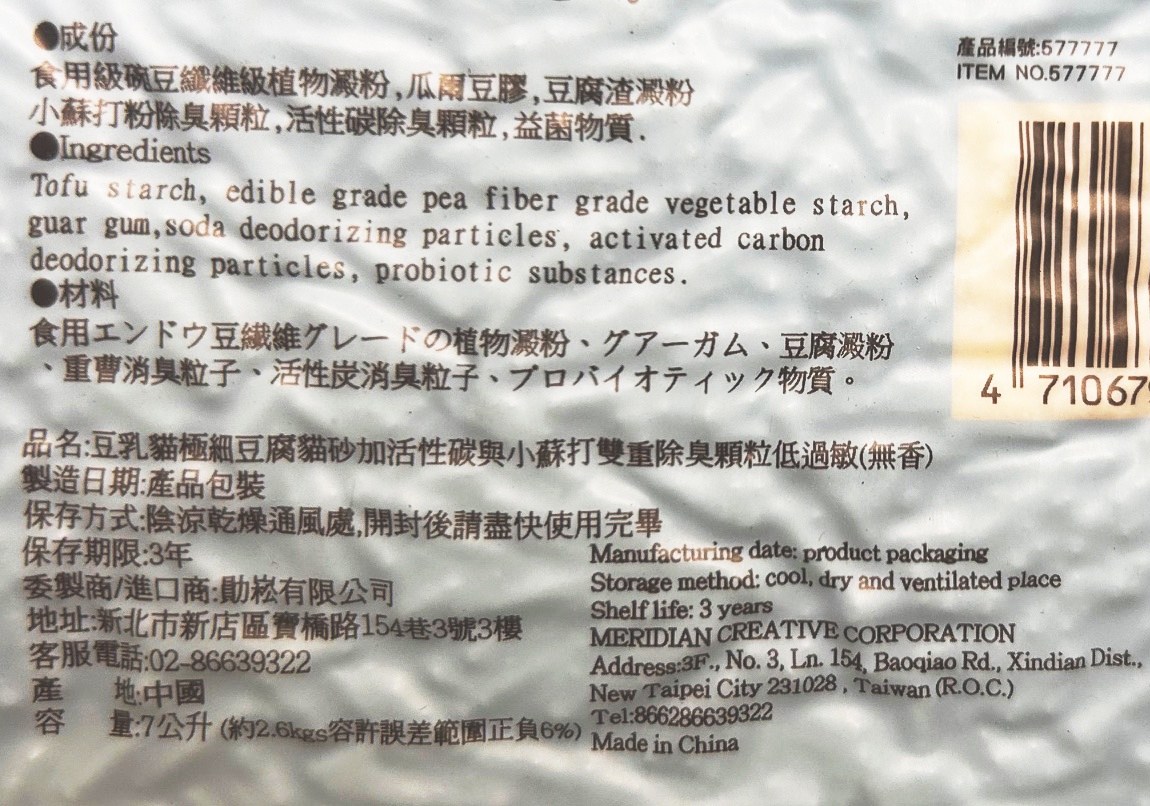 ●成份
食用級碗豆纖維級植物澱粉,瓜爾豆膠,豆腐渣澱粉
小蘇打粉除臭顆粒,活性碳除臭顆粒,益菌物質.
●Ingredients
Tofu starch, edible grade pea fiber grade vegetable starch,
guar gum,soda deodorizing particles, activated carbon
deodorizing particles, probiotic substances.
●材料
食用エンドウ豆纖維グレードの植物澱粉、グアーガム、豆腐澱粉
、重曹消臭粒子、活性炭消臭粒子、プロバイオティック物質。
產品編號:577777
ITEM NO.577777
4 710679
品名:豆乳貓極細豆腐貓砂加活性碳與小蘇打雙重除臭顆粒低過敏(無香)
製造日期:產品包裝
保存方式:陰涼乾燥通風處,開封後請盡快使用完畢
保存期限:3年
委製商/進口商:勛崧有限公司
地址:新北市新店區寶橋路154巷3號3樓
客服電話:02-86639322
產 地:中國
容 量:7公升 (約2.6kgs容許誤差範圍正負6%)
Manufacturing date: product packaging
Storage method: cool, dry and ventilated place
Shelf life: 3 years
MERIDIAN CREATIVE CORPORATION
Address:3F., No. 3, Ln. 154, Baoqiao Rd., Xindian Dist.,
New Taipei City 231028 , Taiwan (R.O.C.)
Tel:866286639322
Made in China